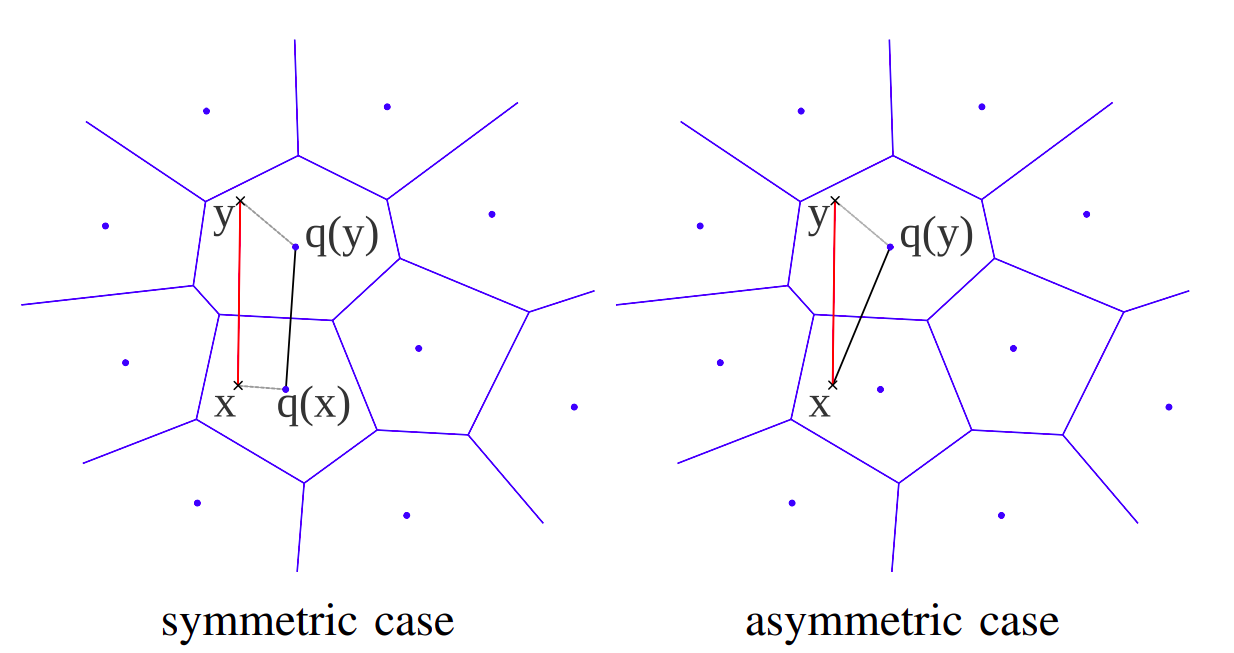 y
q(y)
x
q(x)
symmetric case
y
q(y)
x
asymmetric case